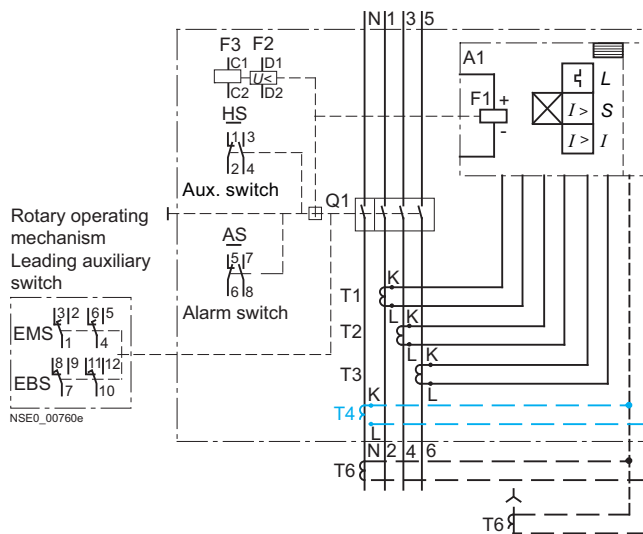 N 1 3 5
F3 F2
C1 D1
U<
C2 D2
A1
F1 +
-
L
I > S
I > I
HS
1 3
2 4
Aux. switch
Q1
Rotary operating
mechanism
Leading auxiliary
switch
AS
5 7
6 8
Alarm switch
K
T1
L K
T2
L K
T3
K L
T4
L
3 2 6 5
EMS
1 4
8 9 11 12
EBS
7 10
NSE0_00760e
N 2 4 6
T6
T6